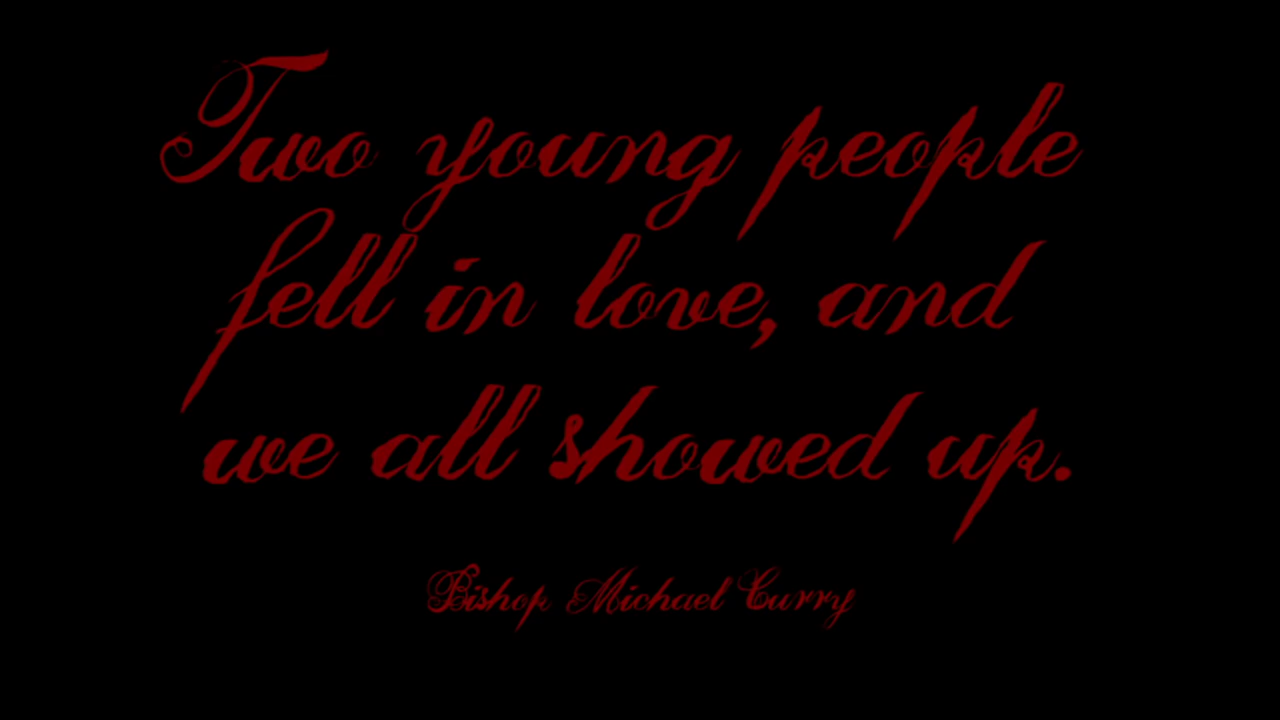 Two young people
fell in love, and
we all showed up.
Bishop Michael Curry